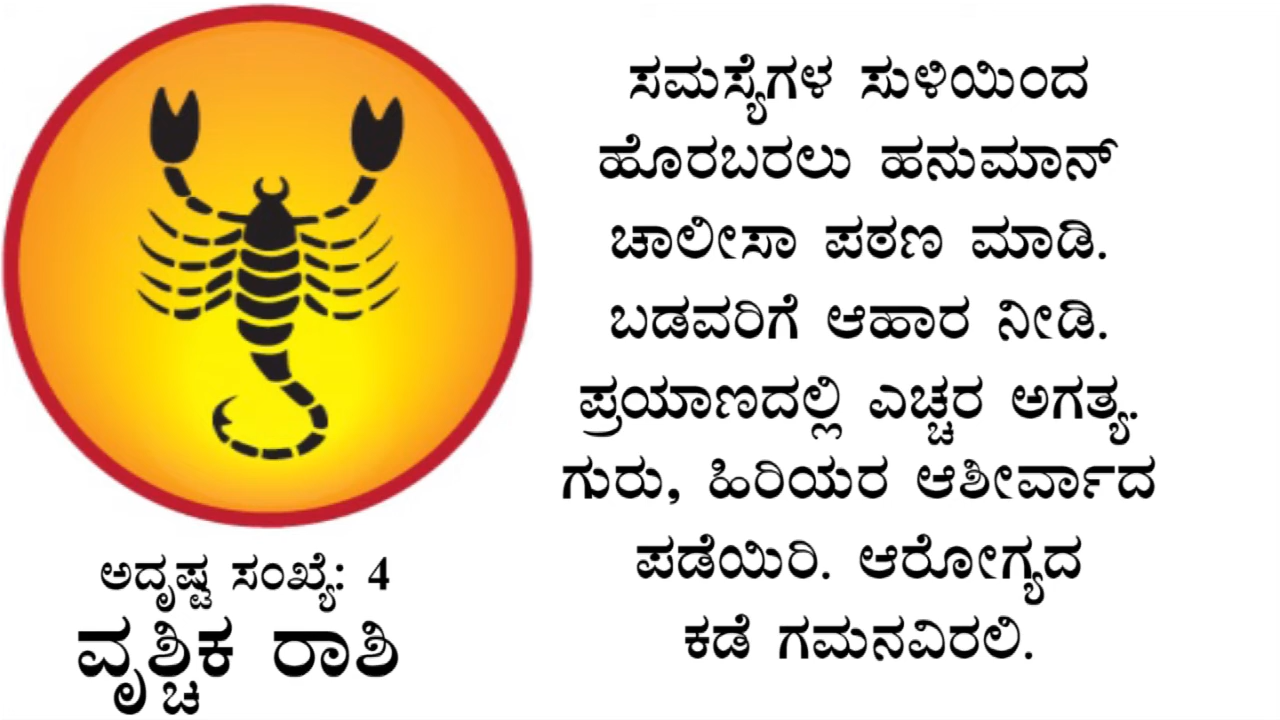 ಸಮಸ್ಯೆಗಳ ಸುಳಿಯಿಂದ
ಹೊರಬರಲು ಹನುಮಾನ್
ಚಾಲೀಸಾ ಪಠಣ ಮಾಡಿ.
ಬಡವರಿಗೆ ಆಹಾರ ನೀಡಿ.
ಪ್ರಯಾಣದಲ್ಲಿ ಎಚ್ಚರ ಅಗತ್ಯ.
ಗುರು, ಹಿರಿಯರ ಆಶೀರ್ವಾದ
ಪಡೆಯಿರಿ. ಆರೋಗ್ಯದ
ಕಡೆ ಗಮನವಿರಲಿ.
ಅದೃಷ್ಟ ಸಂಖ್ಯೆ: 4
ವೃಶ್ಚಿಕ ರಾಶಿ